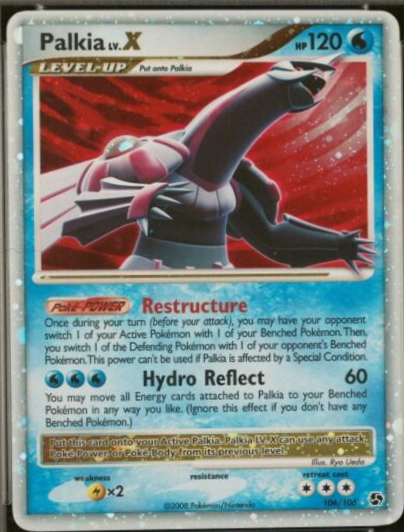 Palkia LV.X HP 120
LEVEL-UP Put onto Palkia
Poké-POWER Restructure
Once during your turn (before your attack), you may have your opponent
switch 1 of your Active Pokémon with 1 of your Benched Pokémon. Then,
you switch 1 of the Defending Pokémon with 1 of your opponent's Benched
Pokémon. This power can't be used if Palkia is affected by a Special Condition.
Hydro Reflect 60
You may move all Energy cards attached to Palkia to your Benched
Pokémon in any way you like. (Ignore this effect if you don't have any
Benched Pokémon.)
Put this card onto your Active Palkia. Palkia LV.X can use any attack,
Poké-Power, or Poké-Body from its previous level.
Illus. Ryo Ueda
weakness resistance retreat cost
×2
106/106
©2008 Pokémon/Nintendo